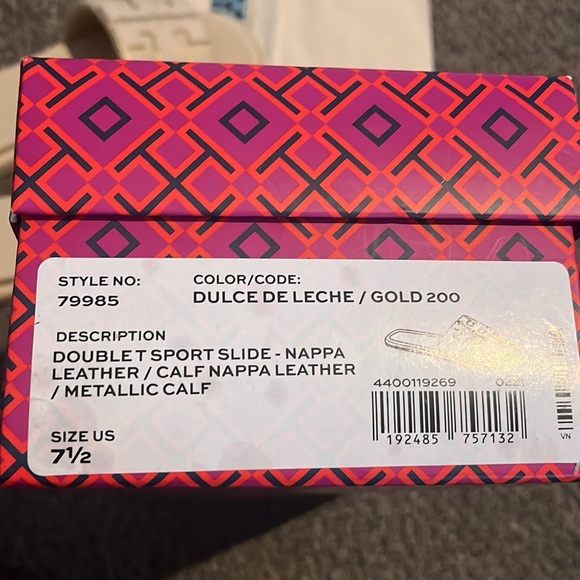 STYLE NO:
79985
COLOR/CODE:
DULCE DE LECHE / GOLD 200
DESCRIPTION
DOUBLE T SPORT SLIDE - NAPPA
LEATHER / CALF NAPPA LEATHER
/ METALLIC CALF
SIZE US
7½
4400119269
192485 757132
VN